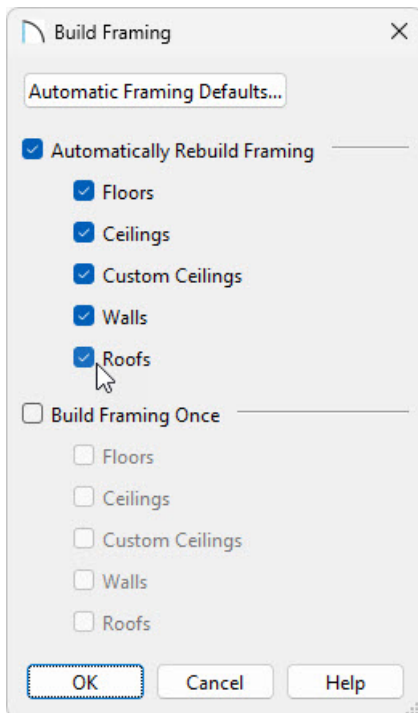 Build Framing
Automatic Framing Defaults...
Automatically Rebuild Framing
Floors
Ceilings
Custom Ceilings
Walls
Roofs
Build Framing Once
Floors
Ceilings
Custom Ceilings
Walls
Roofs
OK Cancel Help